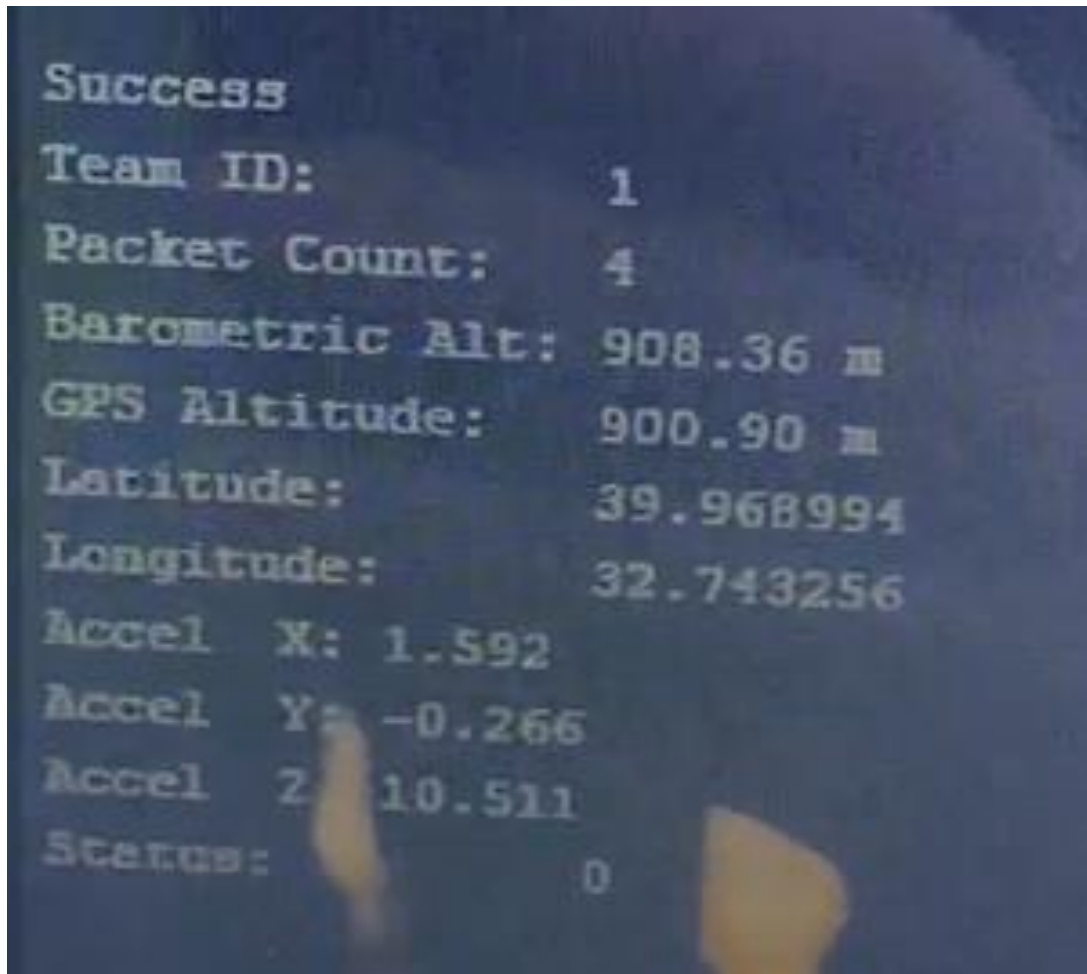 Success
Team ID: 1
Packet Count: 4
Barometric Alt: 908.36 m
GPS Altitude: 900.90 m
Latitude: 39.968994
Longitude: 32.743256
Accel X: 1.592
Accel Y: -0.266
Accel Z 10.511
Status: 0